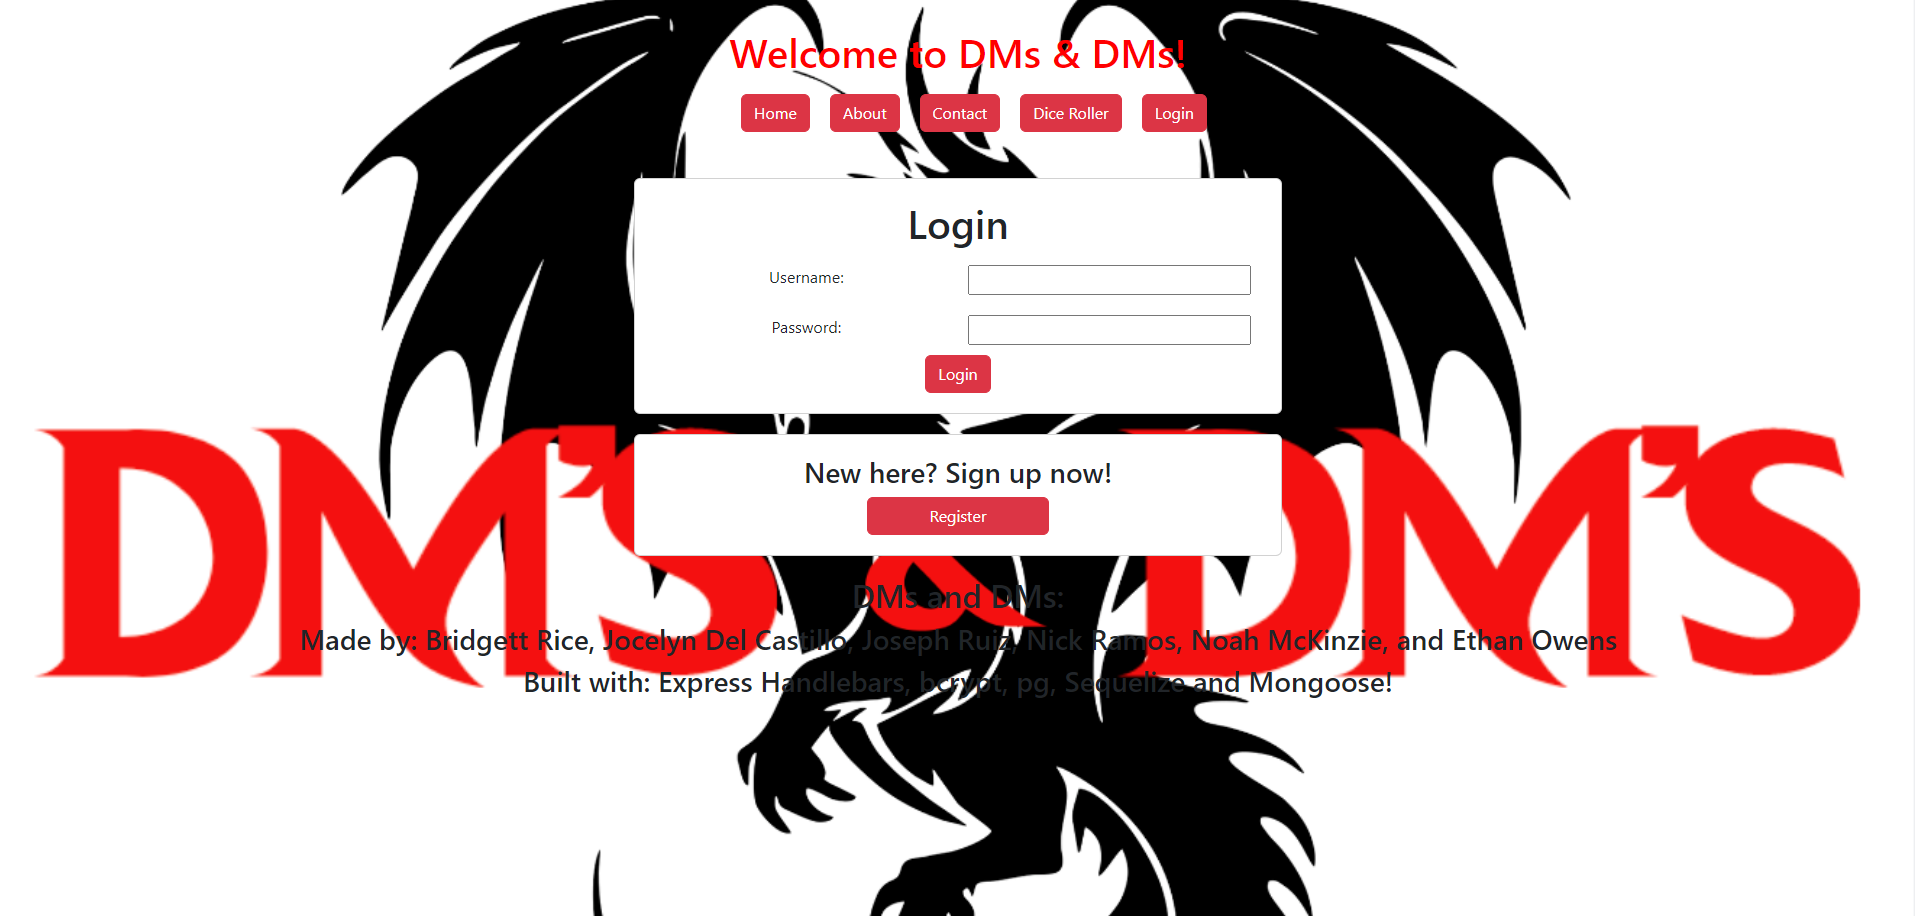 Welcome to DMs & DMs!
Home About Contact Dice Roller Login
Login
Username:
Password:
Login
DM'S & DM'S
New here? Sign up now!
Register
DMs and DMs:
Made by: Bridgett Rice, Jocelyn Del Castillo, Joseph Ruiz, Nick Ramos, Noah McKinzie, and Ethan Owens
Built with: Express Handlebars, bcrypt, pg, Sequelize and Mongoose!